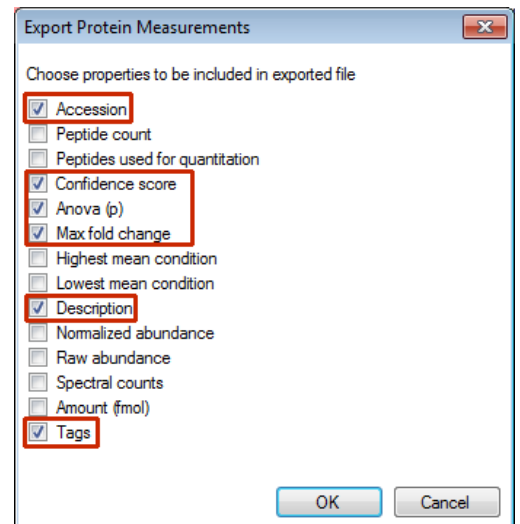 Export Protein Measurements
Choose properties to be included in exported file
Accession
Peptide count
Peptides used for quantitation
Confidence score
Anova (p)
Max fold change
Highest mean condition
Lowest mean condition
Description
Normalized abundance
Raw abundance
Spectral counts
Amount (fmol)
Tags
OK Cancel